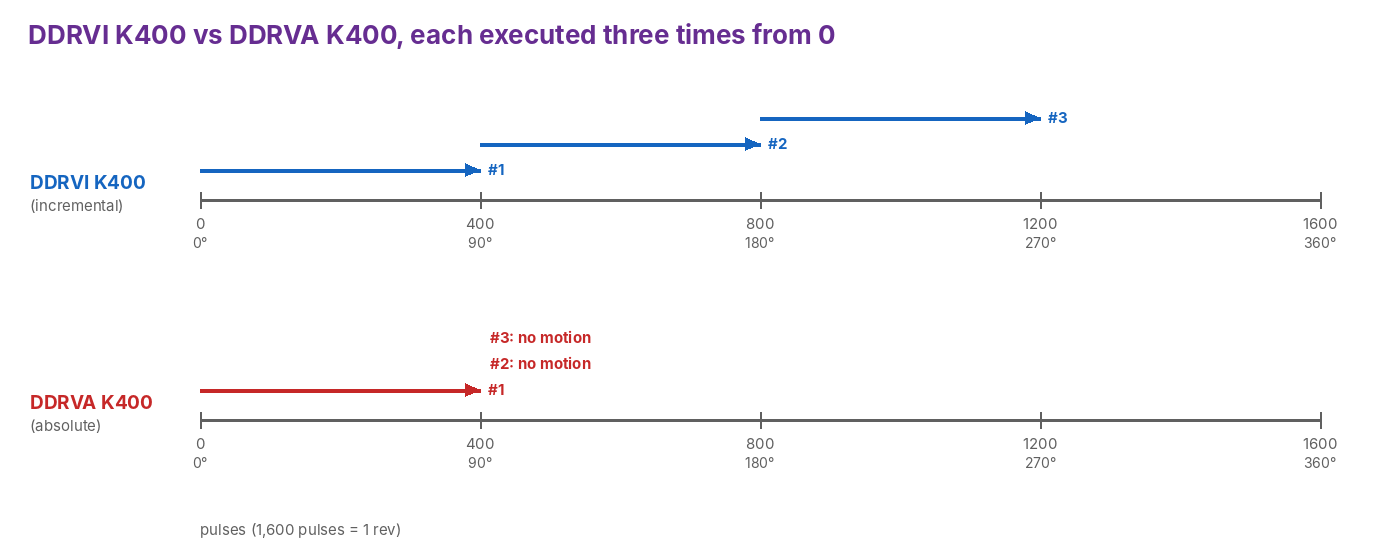 DDRVI K400 vs DDRVA K400, each executed three times from 0
#3
#2
#1
DDRVI K400
(incremental)
0 400 800 1200 1600
0° 90° 180° 270° 360°
#3: no motion
#2: no motion
#1
DDRVA K400
(absolute)
0 400 800 1200 1600
0° 90° 180° 270° 360°
pulses (1,600 pulses = 1 rev)